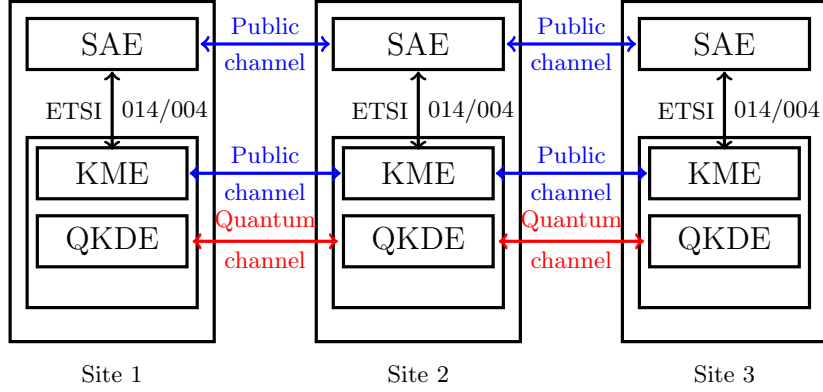 Public Public
SAE SAE SAE
channel channel
ETSI 014/004 ETSI 014/004 ETSI 014/004
Public Public
KME KME KME
channel channel
Quantum Quantum
QKDE QKDE QKDE
channel channel
Site 1 Site 2 Site 3